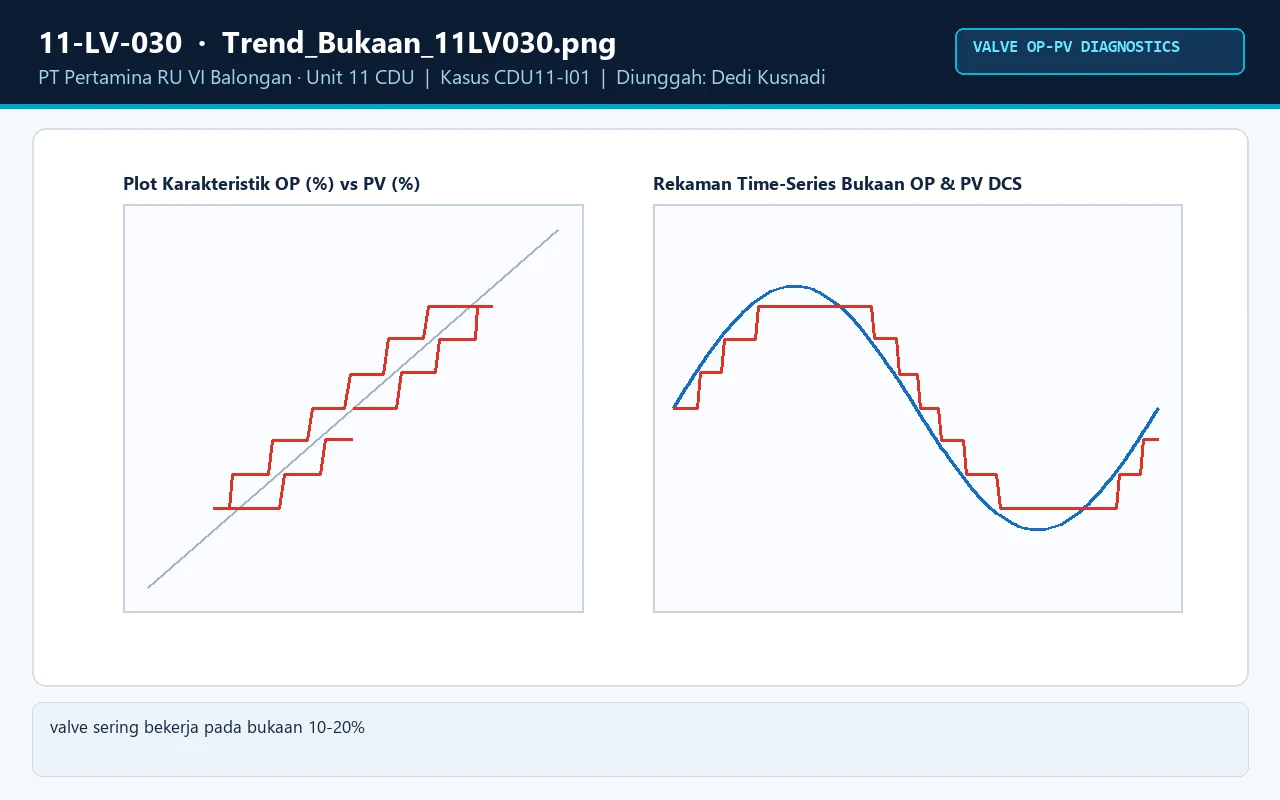 11-LV-030 · Trend_Bukaan_11LV030.png
VALVE OP-PV DIAGNOSTICS
PT Pertamina RU VI Balongan · Unit 11 CDU | Kasus CDU11-I01 | Diunggah: Dedi Kusnadi
Plot Karakteristik OP (%) vs PV (%)
Rekaman Time-Series Bukaan OP & PV DCS
valve sering bekerja pada bukaan 10-20%